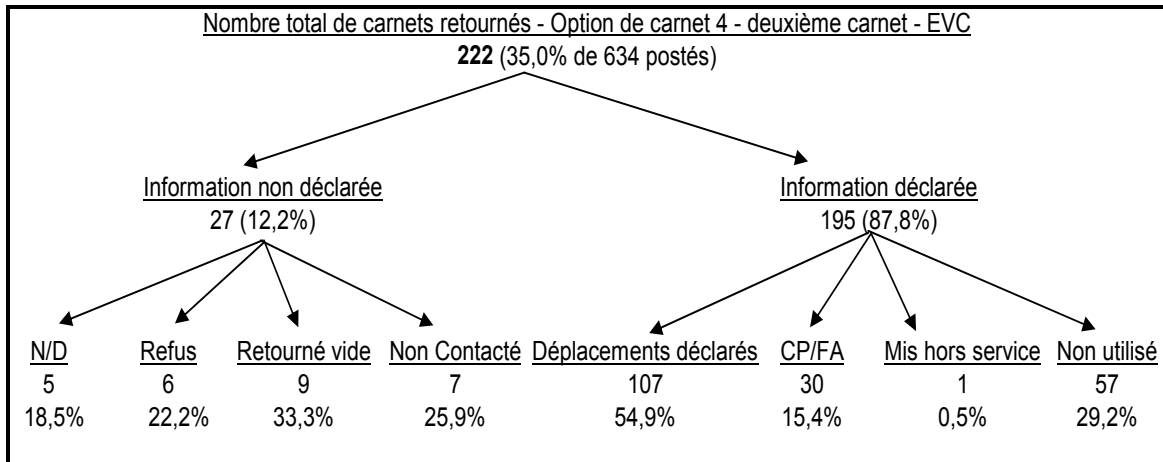 Nombre total de carnets retournés - Option de carnet 4 - deuxième carnet - EVC
222 (35,0% de 634 postés)
Information non déclarée Information déclarée
27 (12,2%) 195 (87,8%)
N/D Refus Retourné vide Non Contacté Déplacements déclarés CP/FA Mis hors service Non utilisé
5 6 9 7 107 30 1 57
18,5% 22,2% 33,3% 25,9% 54,9% 15,4% 0,5% 29,2%